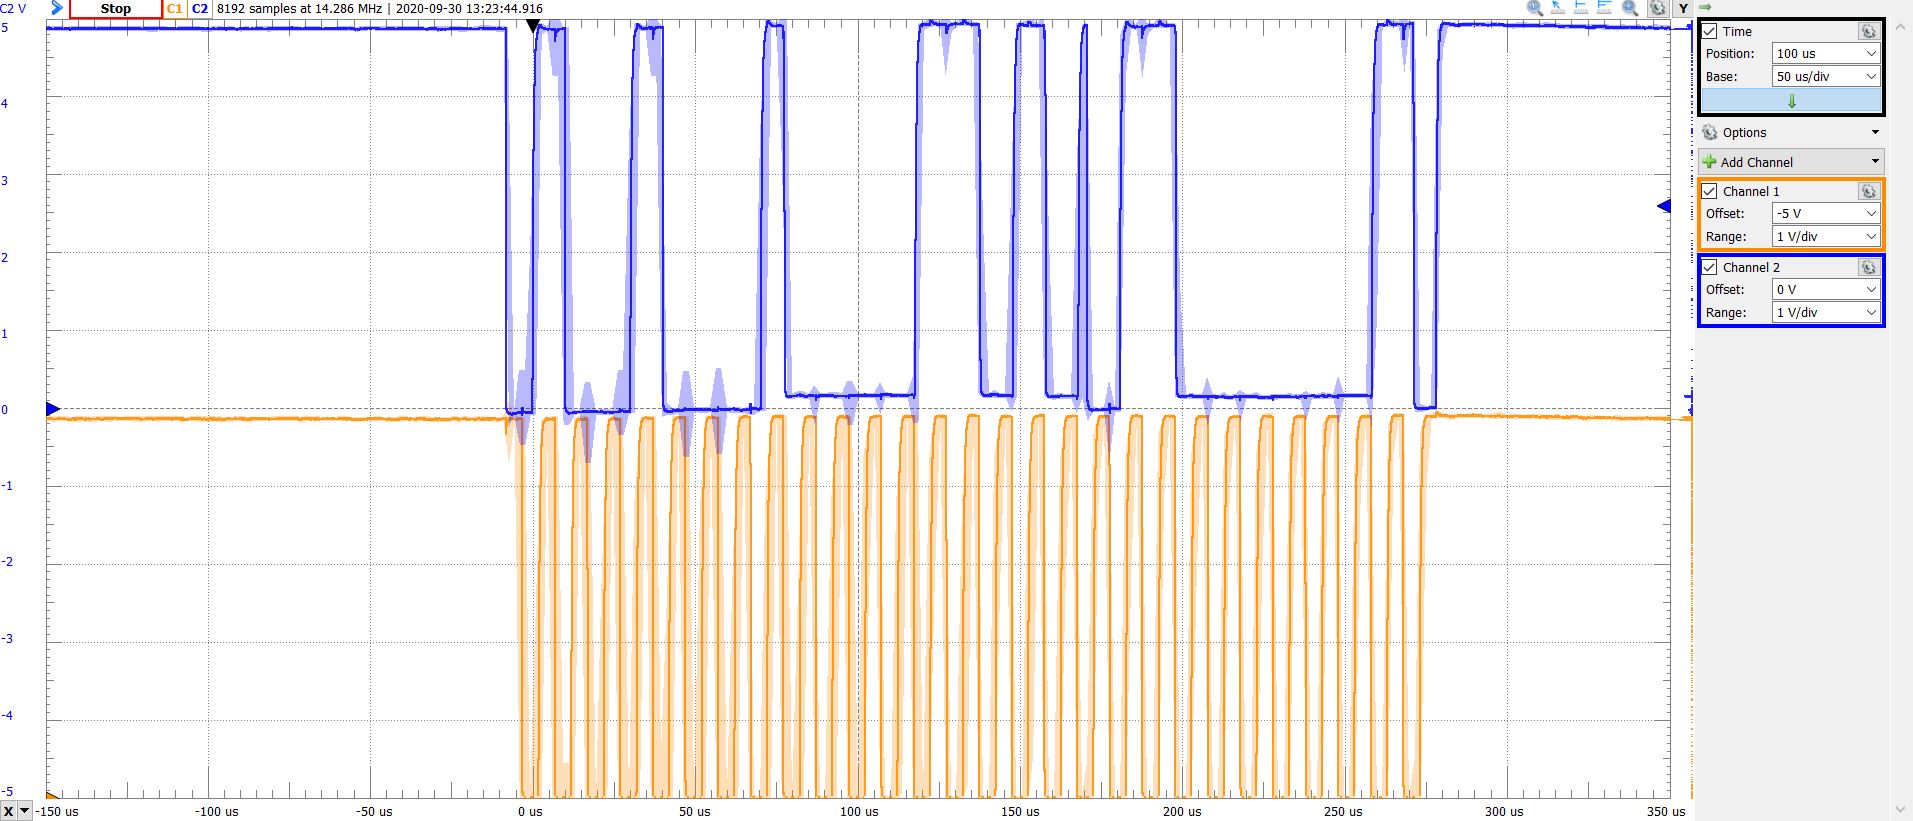 C2 V Stop C1 C2 8192 samples at 14.286 MHz | 2020-09-30 13:23:44.916 Y
5
4
3
2
1
0
-1
-2
-3
-4
-5
X -150 us -100 us -50 us 0 us 50 us 100 us 150 us 200 us 250 us 300 us 350 us
Time
Position: 100 us
Base: 50 us/div
Options
Add Channel
Channel 1
Offset: -5 V
Range: 1 V/div
Channel 2
Offset: 0 V
Range: 1 V/div